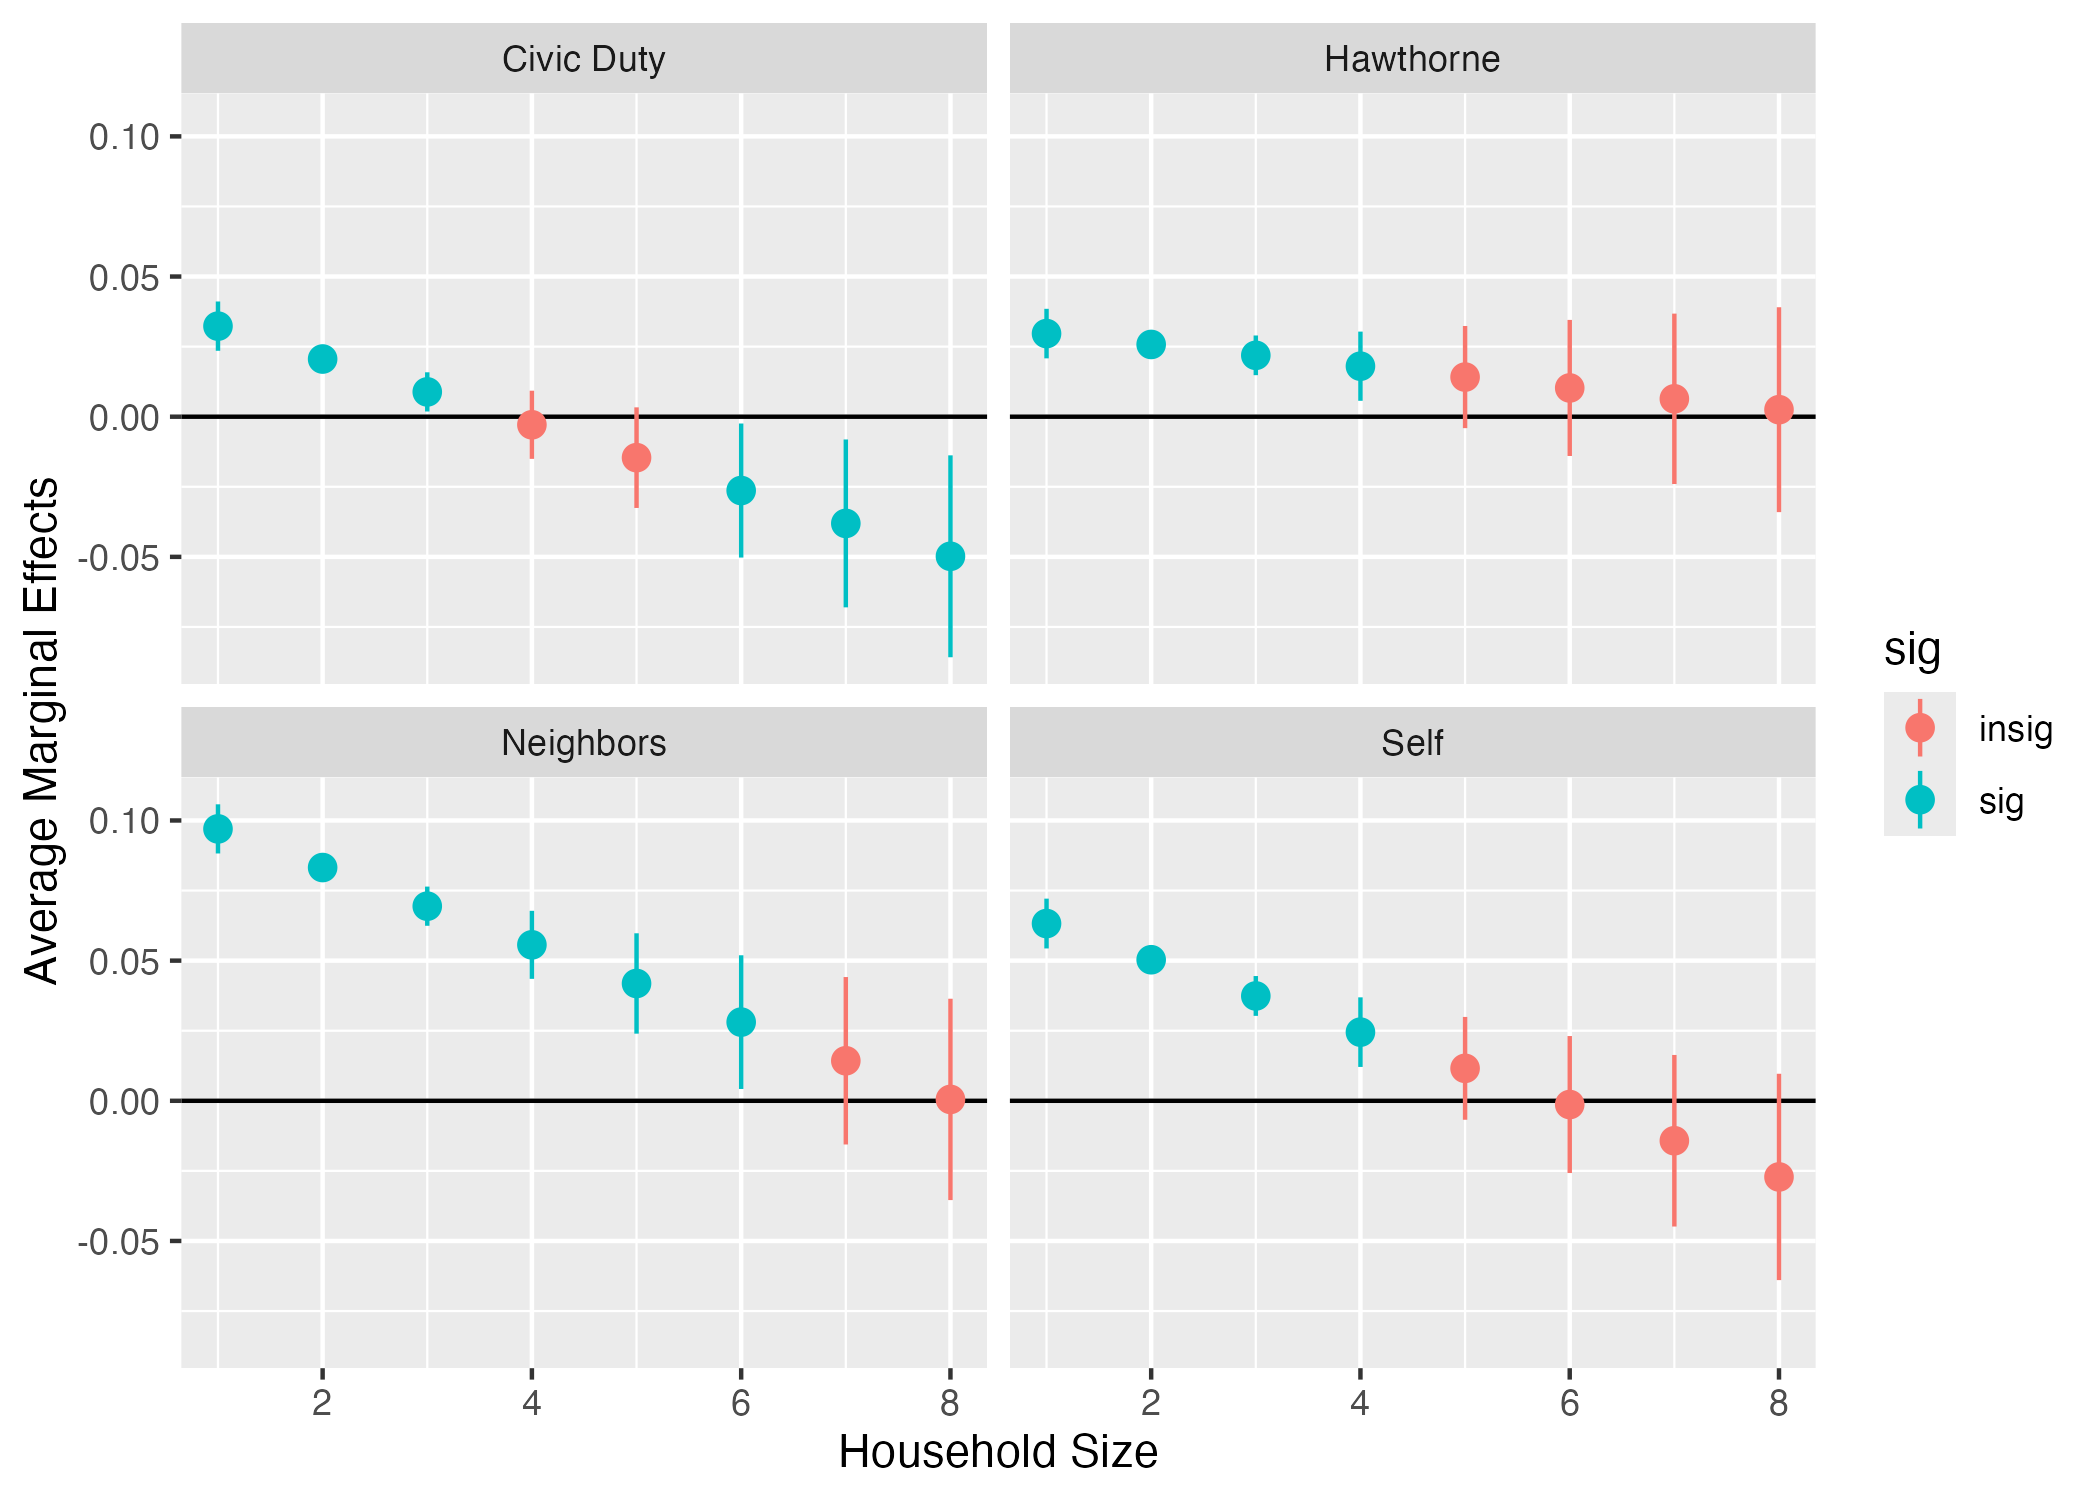 Civic Duty
Hawthorne
0.10
0.05
0.00
-0.05
Neighbors
Self
0.10
0.05
0.00
-0.05
2
4
6
8
2
4
6
8
Household Size
Average Marginal Effects
sig
insig
sig